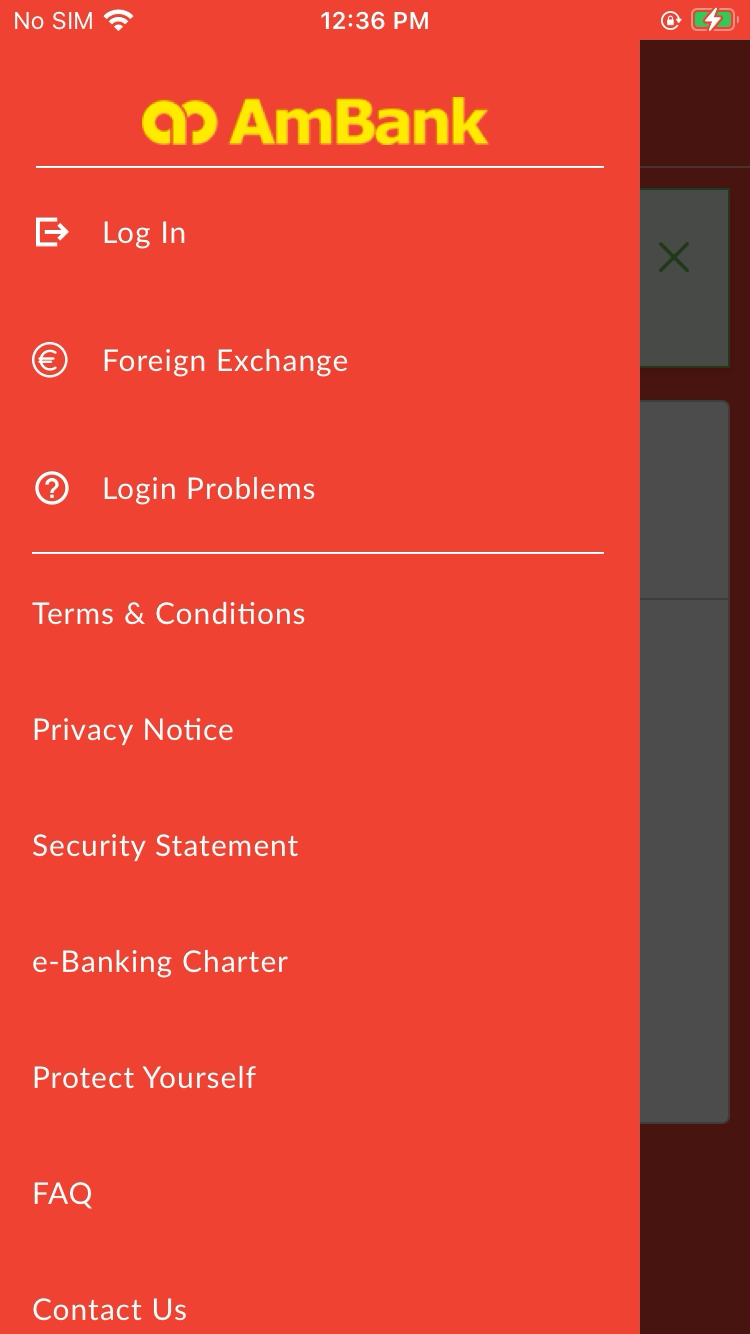 No SIM 12:36 PM
AmBank
Log In
Foreign Exchange
Login Problems
Terms & Conditions
Privacy Notice
Security Statement
e-Banking Charter
Protect Yourself
FAQ
Contact Us